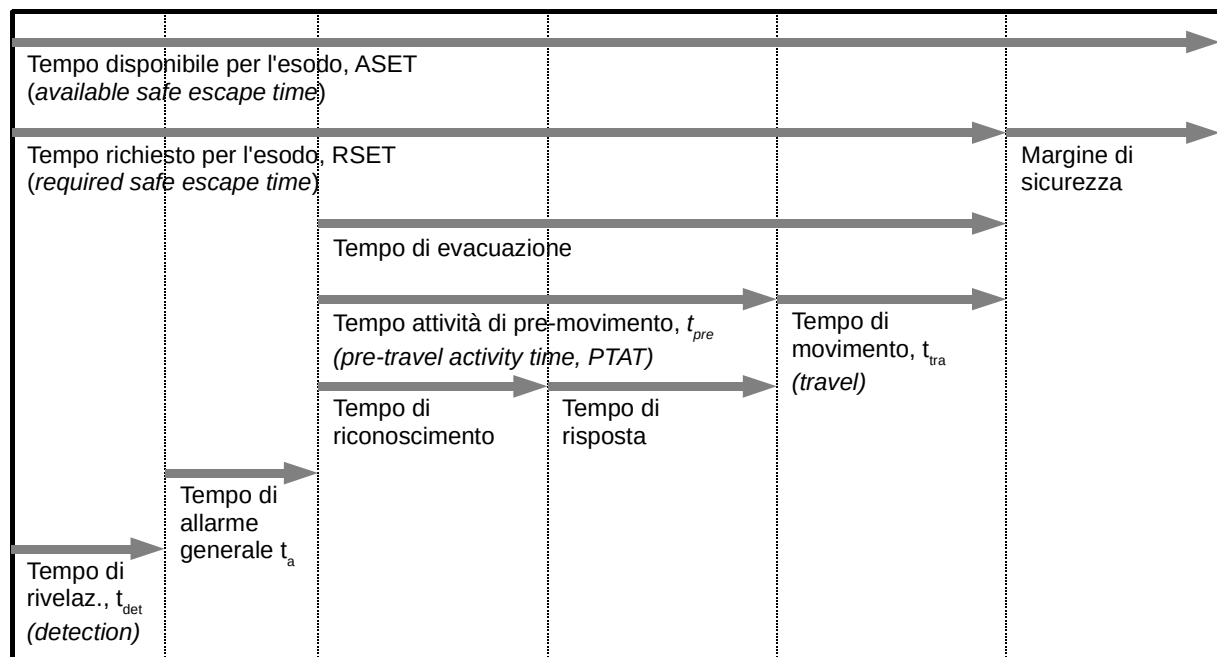 Tempo disponibile per l'esodo, ASET
(available safe escape time)
Tempo richiesto per l'esodo, RSET
(required safe escape time)
Margine di
sicurezza
Tempo di evacuazione
Tempo attività di pre-movimento, tpre
(pre-travel activity time, PTAT)
Tempo di
movimento, ttra
(travel)
Tempo di
riconoscimento
Tempo di
risposta
Tempo di
allarme
generale ta
Tempo di
rivelaz., tdet
(detection)